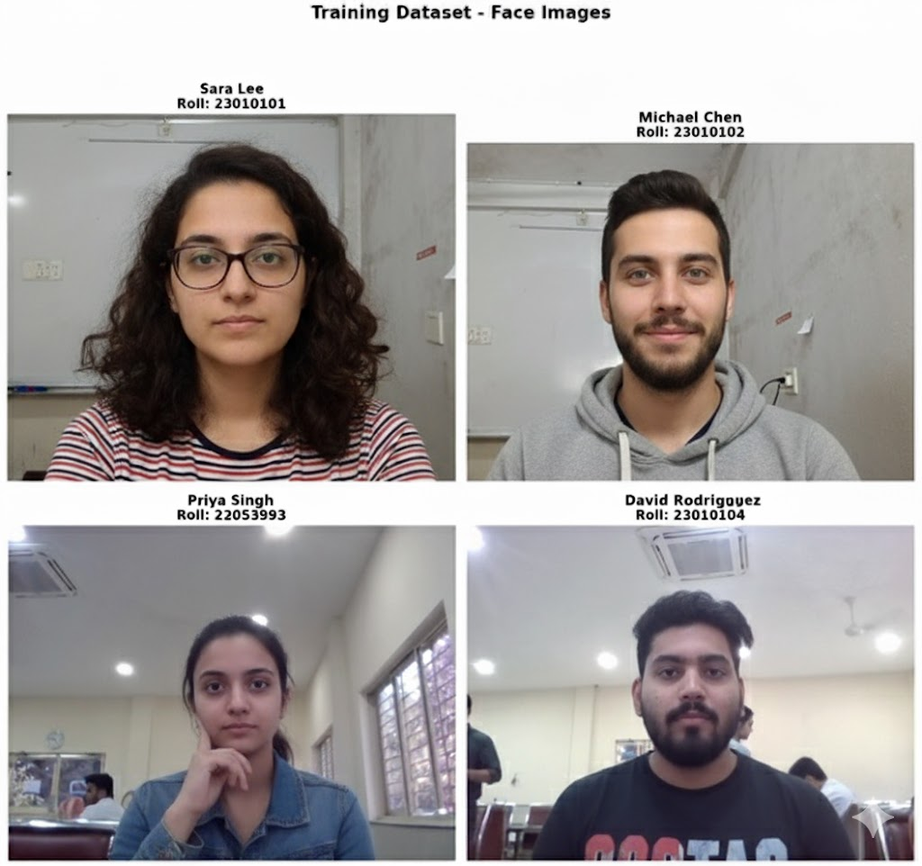 Training Dataset - Face Images
Sara Lee
Roll: 23010101
Michael Chen
Roll: 23010102
Priya Singh
Roll: 22053993
David Rodriguuez
Roll: 23010104